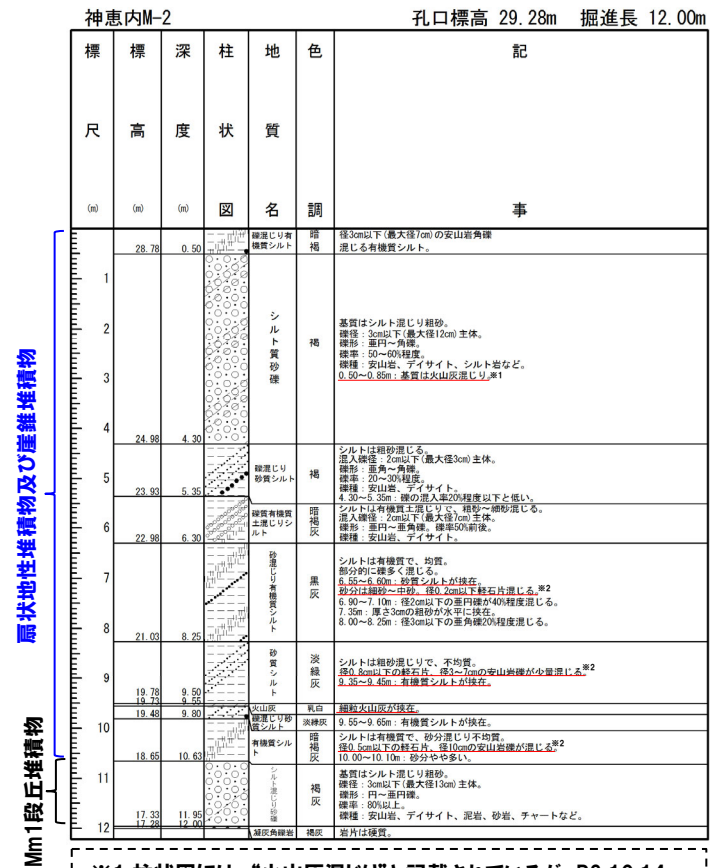 神恵内M-2 孔口標高 29.28m 掘進長 12.00m
標尺(m) 標高(m) 深度(m) 柱状図 地質名 色調 記事
扇状地性堆積物及び崖錐堆積物
Mm1段丘堆積物
1
2
3
4
5
6
7
8
9
10
11
12
28.78 0.50 礫混じり有機質シルト 暗褐
径3cm以下(最大径7cm)の安山岩角礫
混じる有機質シルト。
24.98 4.30 シルト質砂礫 褐
基質はシルト混じり粗砂。
礫径：3cm以下(最大径12cm)主体。
礫形：亜円～角礫。
礫率：50～60%程度。
礫種：安山岩、デイサイト、シルト岩など。
0.50～0.85m：基質は火山灰混じり。※1
23.93 5.35 礫混じり砂質シルト 褐
シルトは粗砂混じる。
混入礫径：2cm以下(最大径3cm)主体。
礫形：亜角～角礫。
礫率：20～30%程度。
礫種：安山岩、デイサイト。
4.30～5.35m：礫の混入率20%程度以下と低い。
22.98 6.30 礫質有機質土混じりシルト 暗褐灰
シルトは有機質土混じりで、粗砂～細砂混じる。
混入礫径：2cm以下(最大径7cm)主体。
礫形：亜円～亜角礫。礫率50%前後。
礫種：安山岩、デイサイト。
21.03 8.25 砂混じり有機質シルト 黒灰
シルトは有機質で、均質。
部分的に礫多く混じる。
6.55～6.60m：砂質シルトが挟在。
砂分は細砂～中砂。径0.2cm以下軽石片混じる。※2
6.90～7.10m：径2cm以下の亜円礫が40%程度混じる。
7.35m：厚さ3cmの粗砂が水平に挟在。
8.00～8.25m：径3cm以下の亜角礫20%程度混じる。
19.78 9.50 砂質シルト 淡緑灰
シルトは粗砂混じりで、不均質。
径0.8cm以下の軽石片、径3～7cmの安山岩礫が少量混じる。※2
9.35～9.45m：有機質シルトが挟在。
19.73 9.55 火山灰 乳白 細粒火山灰が挟在。
19.48 9.80 礫混じり砂質シルト 淡緑灰 9.55～9.65m：有機質シルトが挟在。
18.65 10.63 有機質シルト 暗褐灰
シルトは有機質で、砂分混じり不均質。
径0.5cm以下の軽石片、径10cmの安山岩礫が混じる。※2
10.00～10.10m：砂分やや多い。
17.33 11.95 シルト混じり砂礫 褐灰
基質はシルト混じり粗砂。
礫径：3cm以下(最大径13cm)主体。
礫形：円～亜円礫。
礫率：80%以上。
礫種：安山岩、デイサイト、泥岩、砂岩、チャートなど。
17.28 12.00 凝灰角礫岩 褐灰 岩片は硬質。